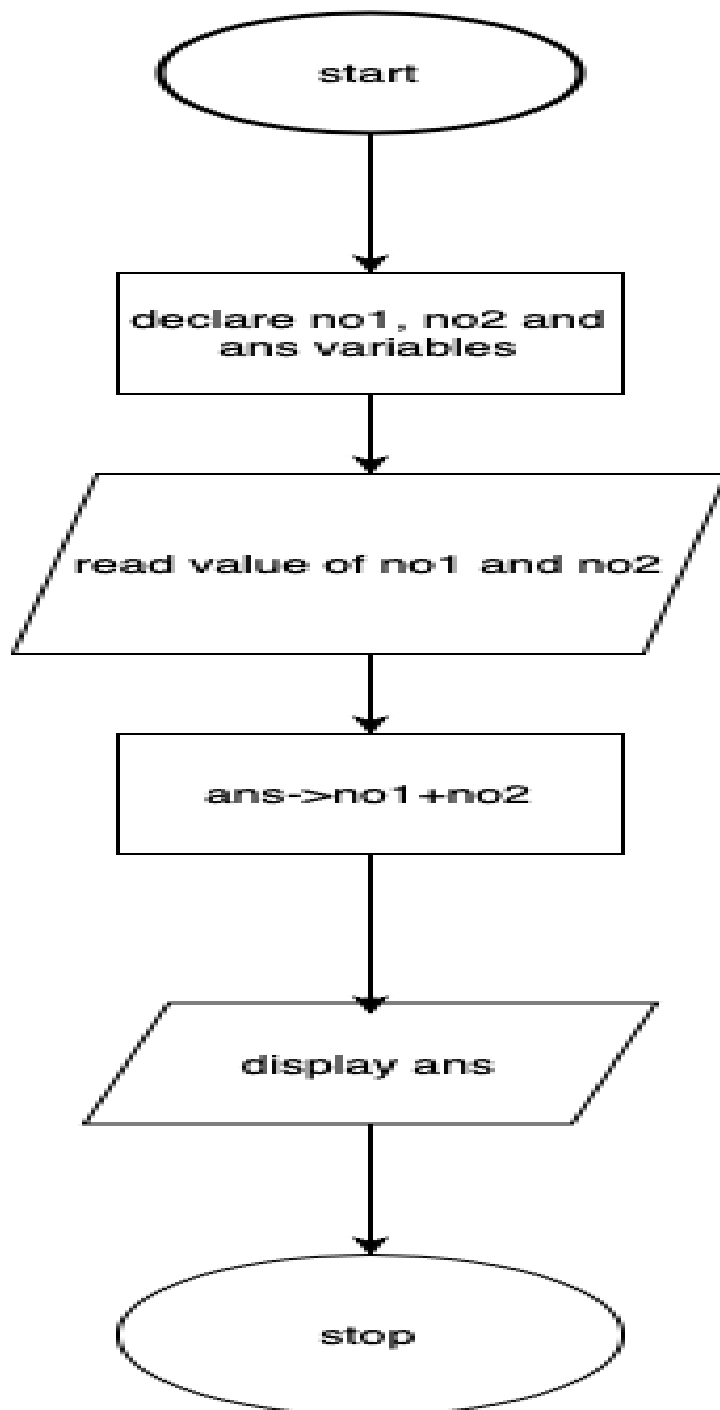 start
declare no1, no2 and
ans variables
read value of no1 and no2
ans->no1+no2
display ans
stop